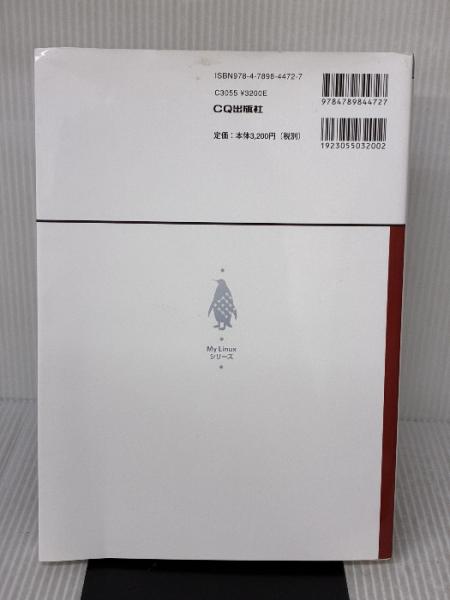 ISBN978-4-7898-4472-7
C3055 ¥3200E
CQ出版社
定価：本体3,200円（税別）
9784789844727
1923055032002
My Linux
シリーズ